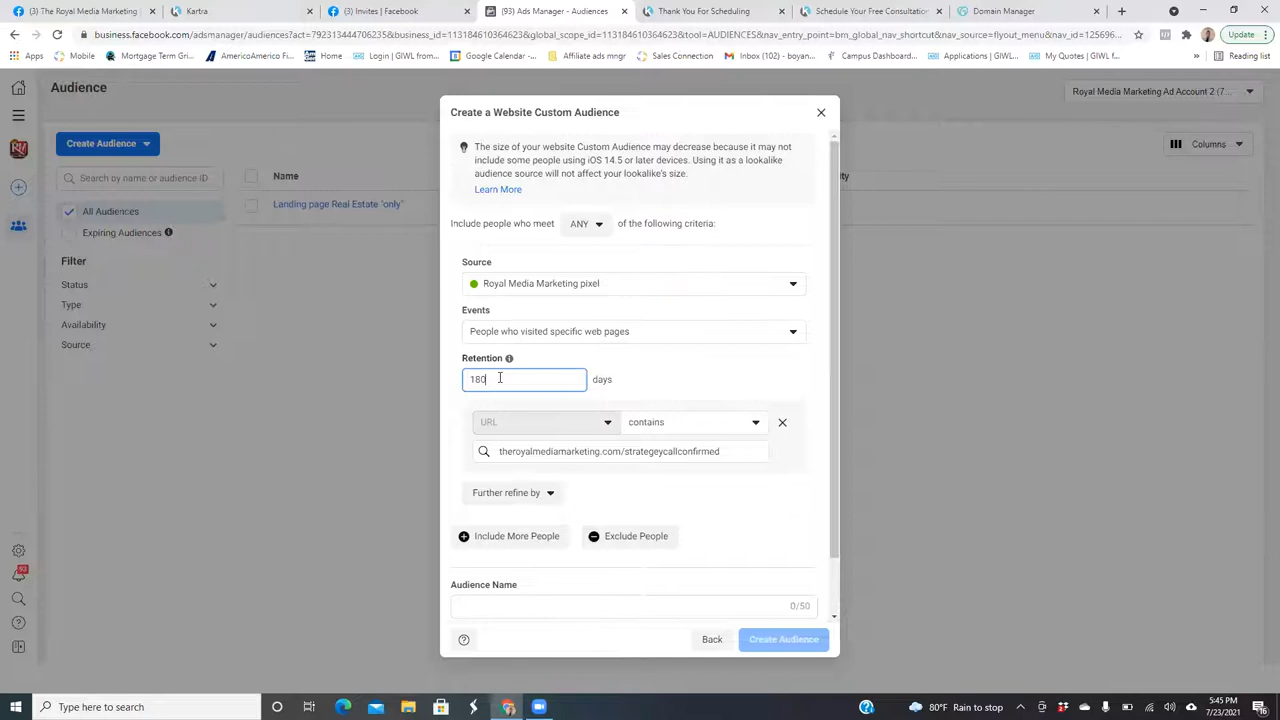 (3) The Royal Media Marketing |
Kartra
(3) Invites | Facebook
(93) Ads Manager - Audiences
Thank You For Scheduling
Schedule Your Free Consultation
Domain Manager
Update
business.facebook.com/adsmanager/audiences?act=792313444706235&business_id=113184610364623&global_scope_id=113184610364623&tool=AUDIENCES&nav_entry_point=bm_global_nav_shortcut&nav_source=flyout_menu&nav_id=125696...
Apps
Mobile
Mortgage Term Gri...
AmericoAmerico Fi...
Global Application:: GIWL...
Google Calendar -...
Affiliate ads mngr
Sales Connection
Inbox (102) - boyan...
Campus Dashboard...
Applications | GIWL...
My Quotes | GIWL F...
»
Reading list
Audience
Royal Media Marketing Ad Account 2 (7...
Create Audience
Search by name or audience ID
All Audiences
Expiring Audiences
Filter
Status
Type:
Availability
Source
Name
Landing page Real Estate "only"
Columns
Create a Website Custom Audience
The size of your website Custom Audience may decrease because it may not
include some people using iOS 14.5 or later devices. Using it as a lookalike
audience source will not affect your lookalike's size.
Learn More
Include people who meet ANY of the following criteria:
Source
Royal Media Marketing pixel
Events
People who visited specific web pages
Retention
180 days
URL contains
theroyalmediamarketing.com/strategeycallconfirmed
Further refine by
Include More People Exclude People
Audience Name
0/50
Back Create Audience
93
Type here to search
80°F Rain to stop
5:45 PM
7/23/2021
16